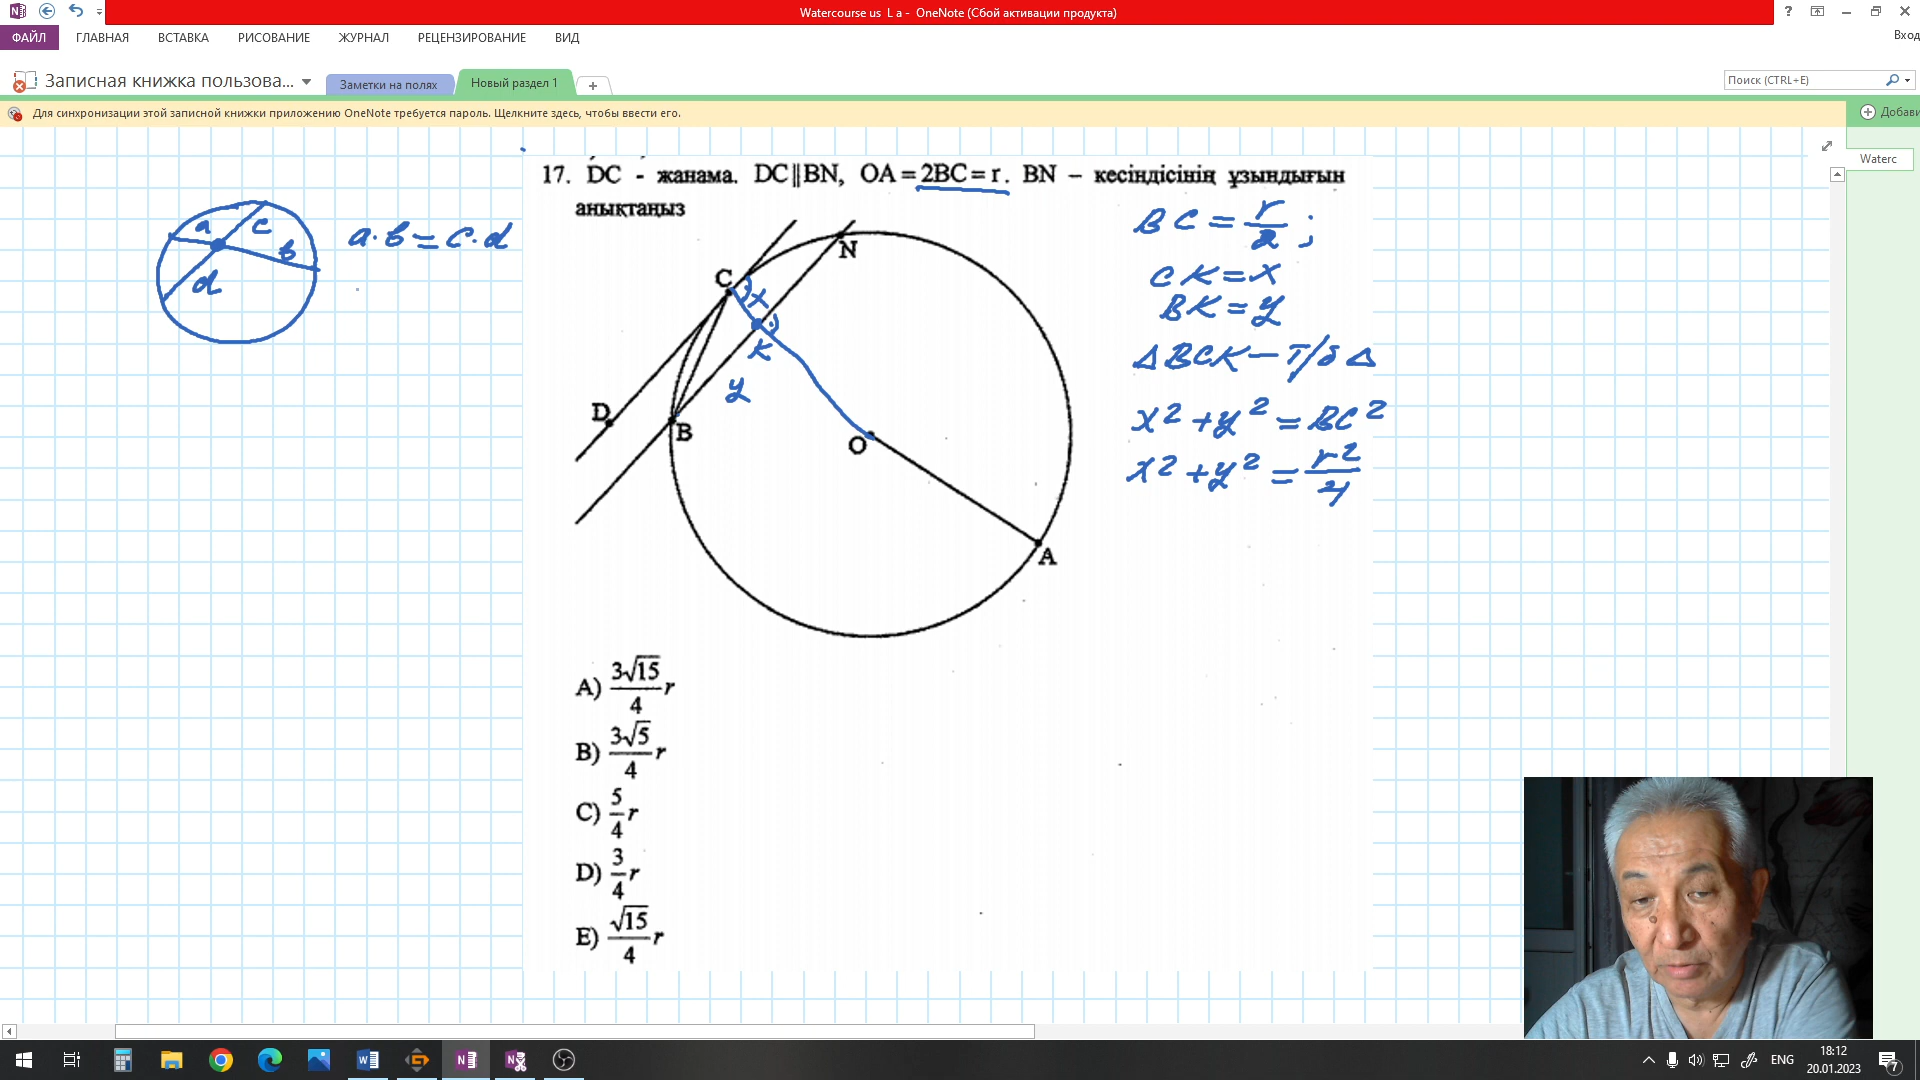 Watercourse us L a - OneNote (Сбой активации продукта)
ФАЙЛ ГЛАВНАЯ ВСТАВКА РИСОВАНИЕ ЖУРНАЛ РЕЦЕНЗИРОВАНИЕ ВИД
Вход
Записная книжка пользова... Заметки на полях Новый раздел 1
Поиск (CTRL+E)
Для синхронизации этой записной книжки приложению OneNote требуется пароль. Щелкните здесь, чтобы ввести его.
Добави
Waterc
17. DC - жанама. DC||BN, OA = 2BC = r. BN – кесіндісінің ұзындығын
анықтаңыз
a
c
b
d
a·b=c·d
N
C
x
K
y
D
B
O
A
BC = r/2;
CK = x
BK = y
Δ BCK – Т/б Δ
x² + y² = BC²
x² + y² = r²/4
A) 3√15/4 r
B) 3√5/4 r
C) 5/4 r
D) 3/4 r
E) √15/4 r
ENG
18:12
20.01.2023
7